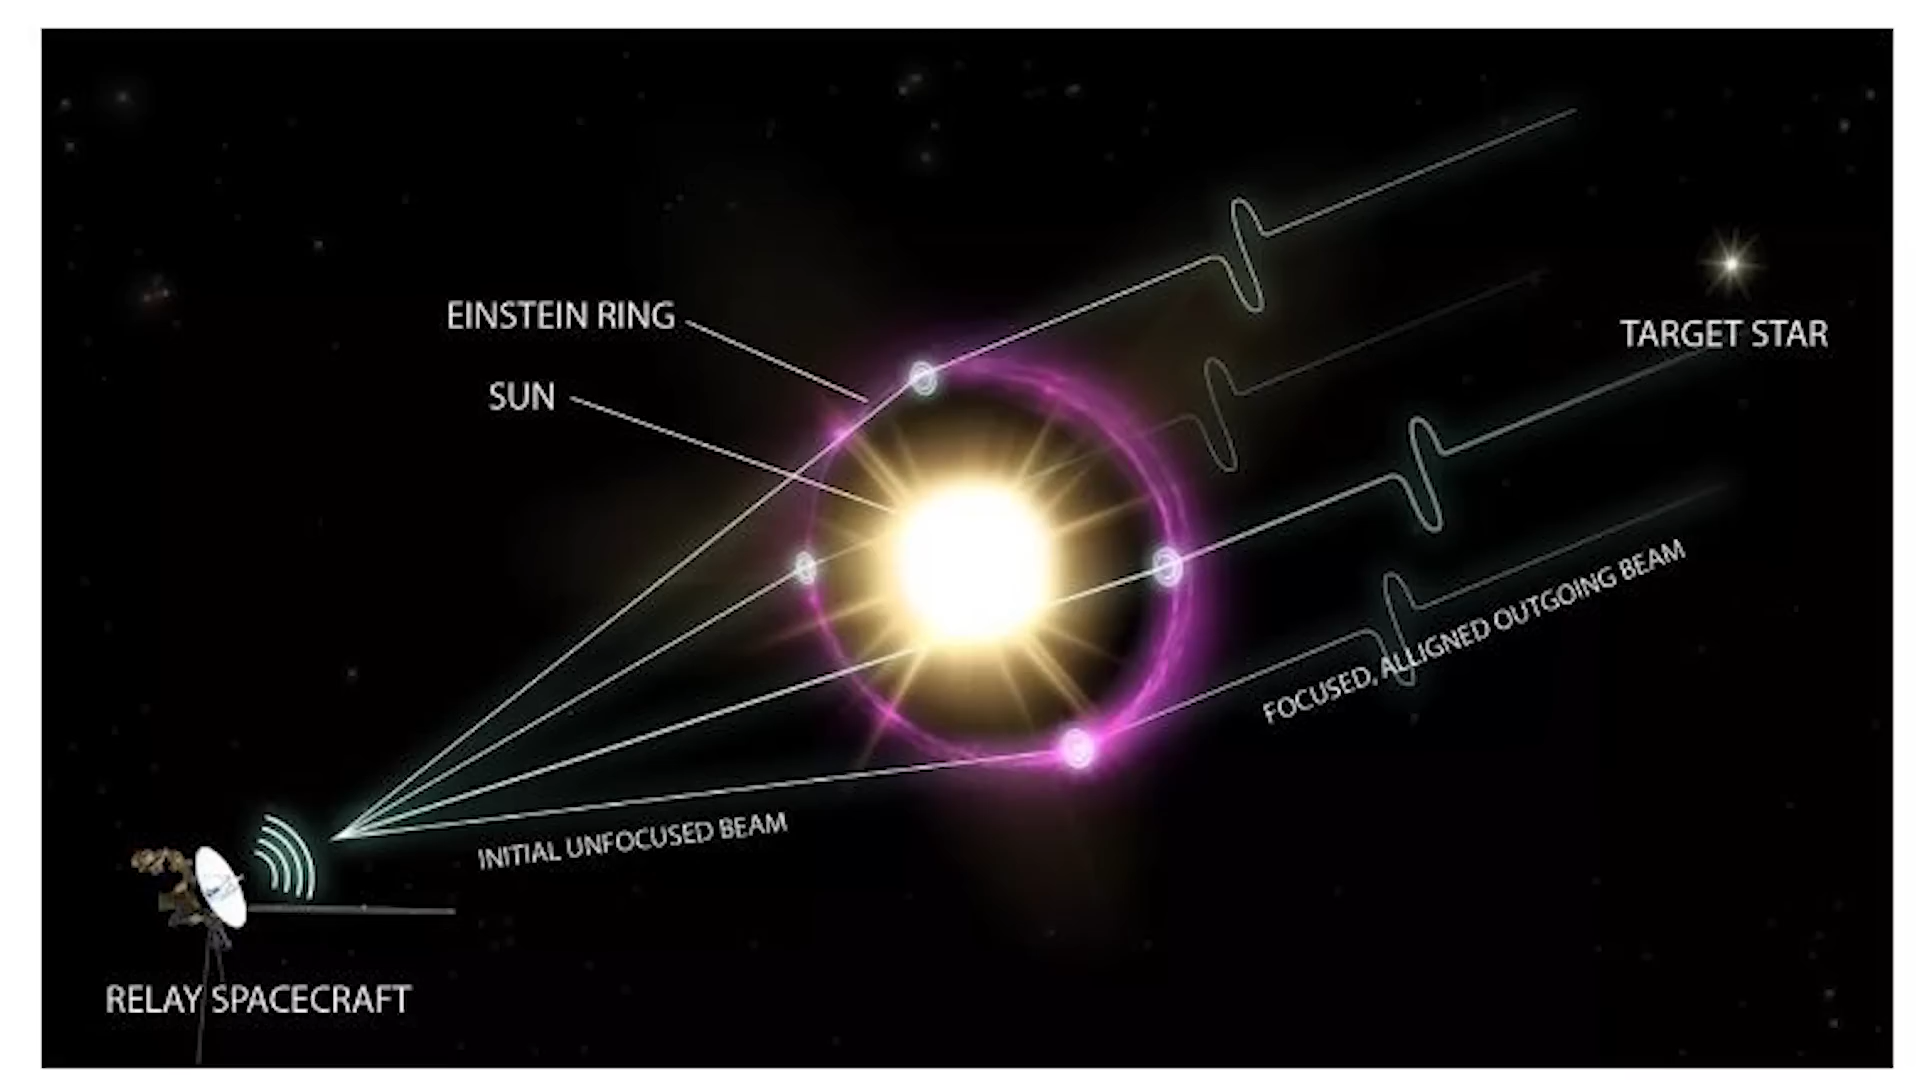 EINSTEIN RING
SUN
TARGET STAR
FOCUSED, ALLIGNED OUTGOING BEAM
INITIAL UNFOCUSED BEAM
RELAY SPACECRAFT